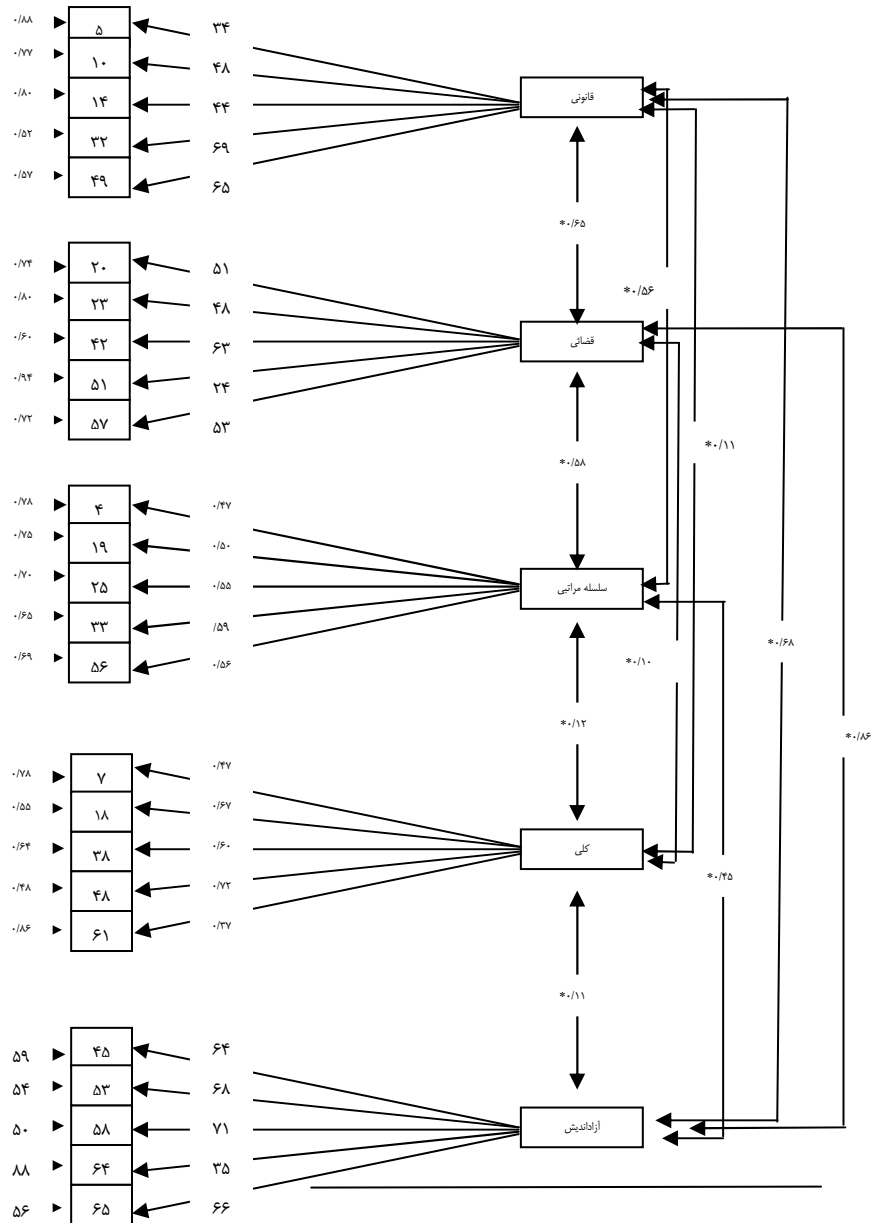 ۰/۸۸ ۵ ۳۴
۰/۷۷ ۱۰ ۴۸
۰/۸۰ ۱۴ ۴۴
۰/۵۲ ۳۲ ۶۹
۰/۵۷ ۴۹ ۶۵
قانونی
*۰/۶۵
۰/۷۴ ۲۰ ۵۱
۰/۸۰ ۲۳ ۴۸
۰/۶۰ ۴۲ ۶۳
۰/۹۴ ۵۱ ۲۴
۰/۷۲ ۵۷ ۵۳
*۰/۵۶
قضائی
*۰/۱۱
*۰/۵۸
۰/۷۸ ۴ ۰/۴۷
۰/۷۵ ۱۹ ۰/۵۰
۰/۷۰ ۲۵ ۰/۵۵
۰/۶۵ ۳۳ /۵۹
۰/۶۹ ۵۶ ۰/۵۶
سلسله مراتبی
*۰/۶۸
*۰/۱۰
*۰/۱۲
*۰/۸۶
۰/۷۸ ۷ ۰/۴۷
۰/۵۵ ۱۸ ۰/۶۷
۰/۶۴ ۳۸ ۰/۶۰
۰/۴۸ ۴۸ ۰/۷۲
۰/۸۶ ۶۱ ۰/۳۷
کلی
*۰/۴۵
*۰/۱۱
۵۹ ۴۵ ۶۴
۵۴ ۵۳ ۶۸
۵۰ ۵۸ ۷۱
۸۸ ۶۴ ۳۵
۵۶ ۶۵ ۶۶
آزاداندیش